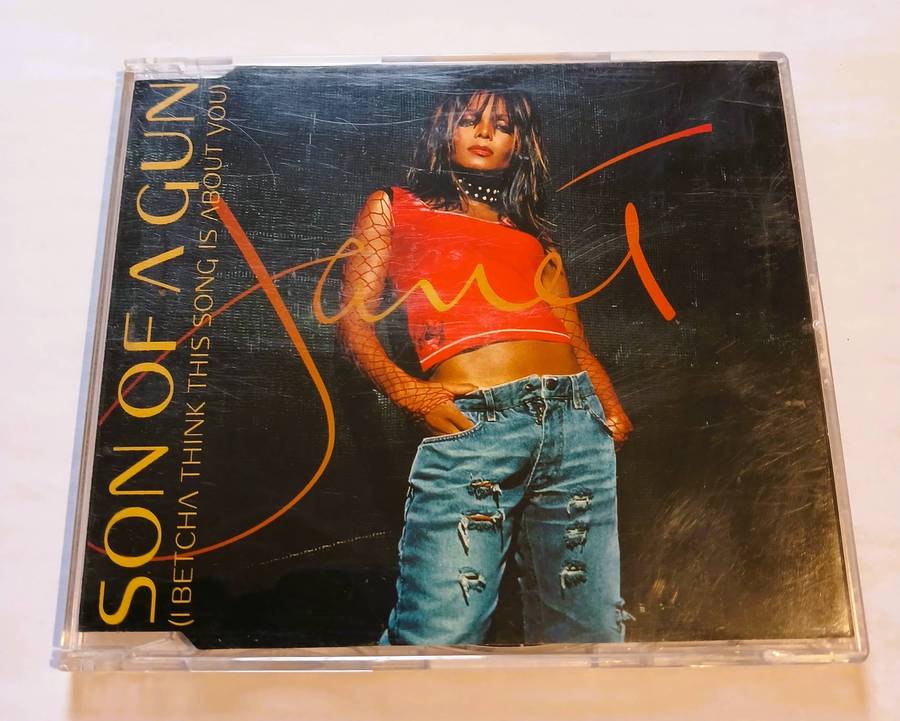 SON OF A GUN
(I BETCHA THINK THIS SONG IS ABOUT YOU)
Janet